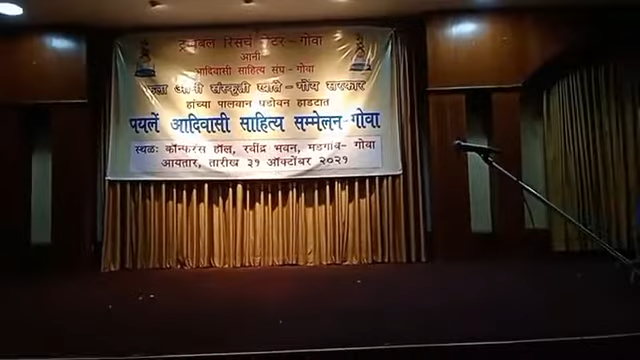 ट्रायबल रिसर्च सेंटर - गोवा
आनी
आदिवासी साहित्य संघ - गोवा
कला आनी संस्कृती खाते - गोवा सरकार
हांच्या पालवान घडोवन हाडटात
पयलें आदिवासी साहित्य सम्मेलन - गोवा
स्थळः कॉन्फरन्स हॉल, रवींद्र भवन, मडगांव - गोवा
आयतार, तारीख ३१ ऑक्टोबर २०२१